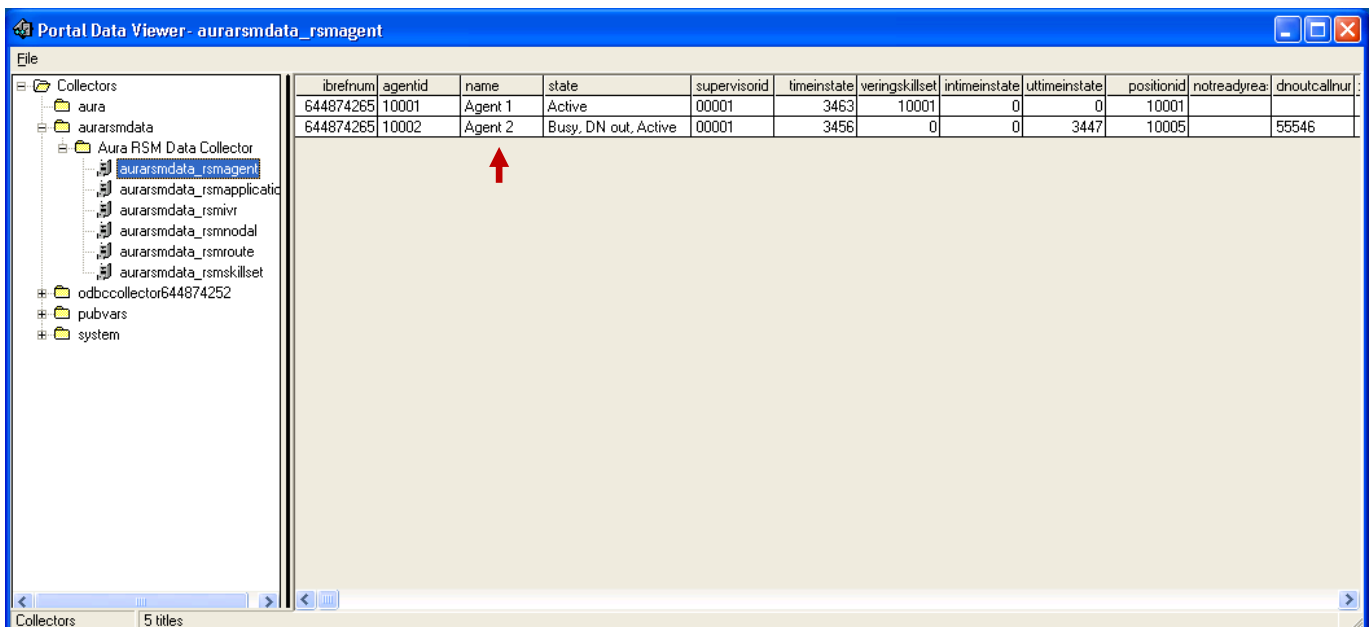 Portal Data Viewer- aurarsmdata_rsmagent
File
Collectors
aura
aurarsmdata
Aura RSM Data Collector
aurarsmdata_rsmagent
aurarsmdata_rsmapplicatic
aurarsmdata_rsmivr
aurarsmdata_rsmnodal
aurarsmdata_rsmroute
aurarsmdata_rsmskillset
odbccollector644874252
pubvars
system
ibrefnum agentid name state supervisorid timeinstate veringskillset intimeinstate uttimeinstate positionid notreadyrea dnoutcallnur
644874265 10001 Agent 1 Active 00001 3463 10001 0 0 10001
644874265 10002 Agent 2 Busy, DN out, Active 00001 3456 0 0 3447 10005 55546
Collectors 5 titles